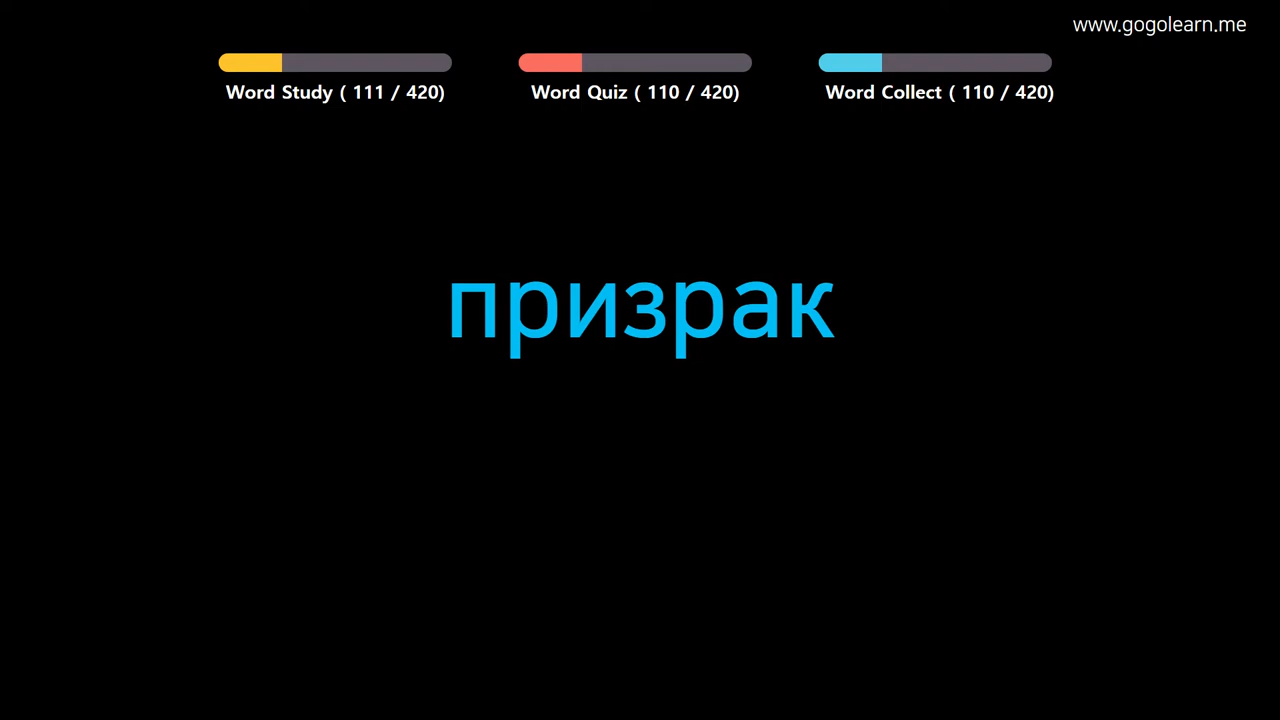 www.gogolearn.me
Word Study ( 111 / 420)
Word Quiz ( 110 / 420)
Word Collect ( 110 / 420)
призрак